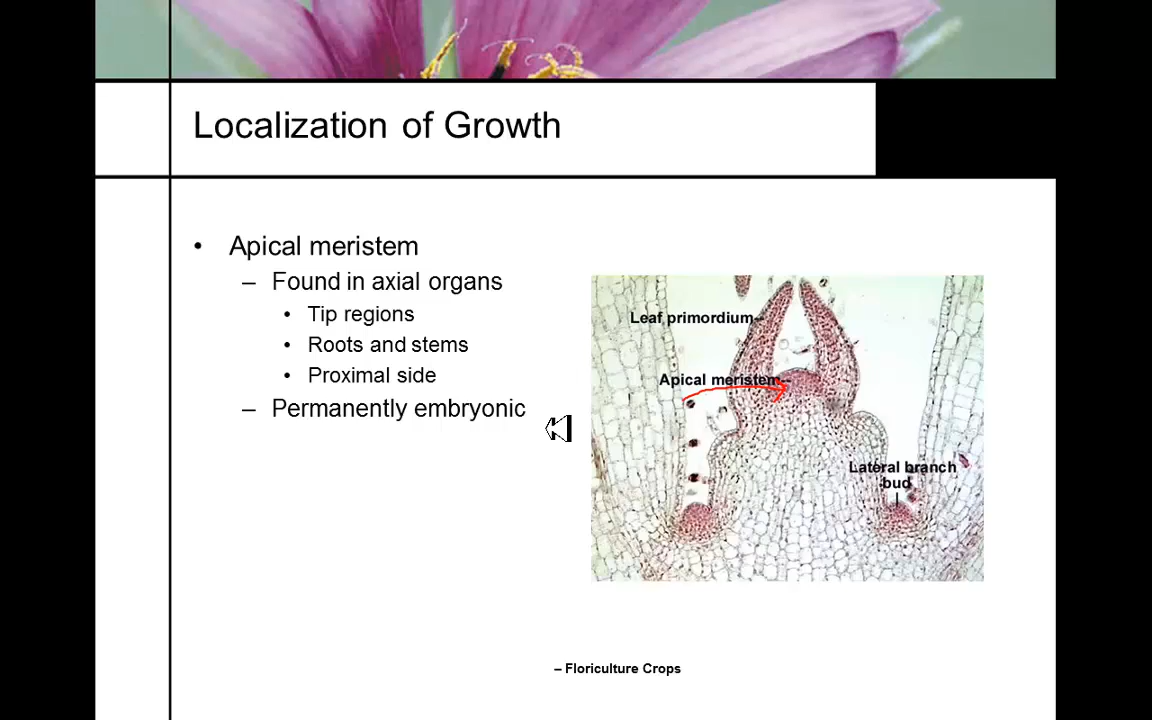 Localization of Growth
• Apical meristem
– Found in axial organs
• Tip regions
• Roots and stems
• Proximal side
– Permanently embryonic
Leaf primordium
Apical meristem
Lateral branch
bud
– Floriculture Crops